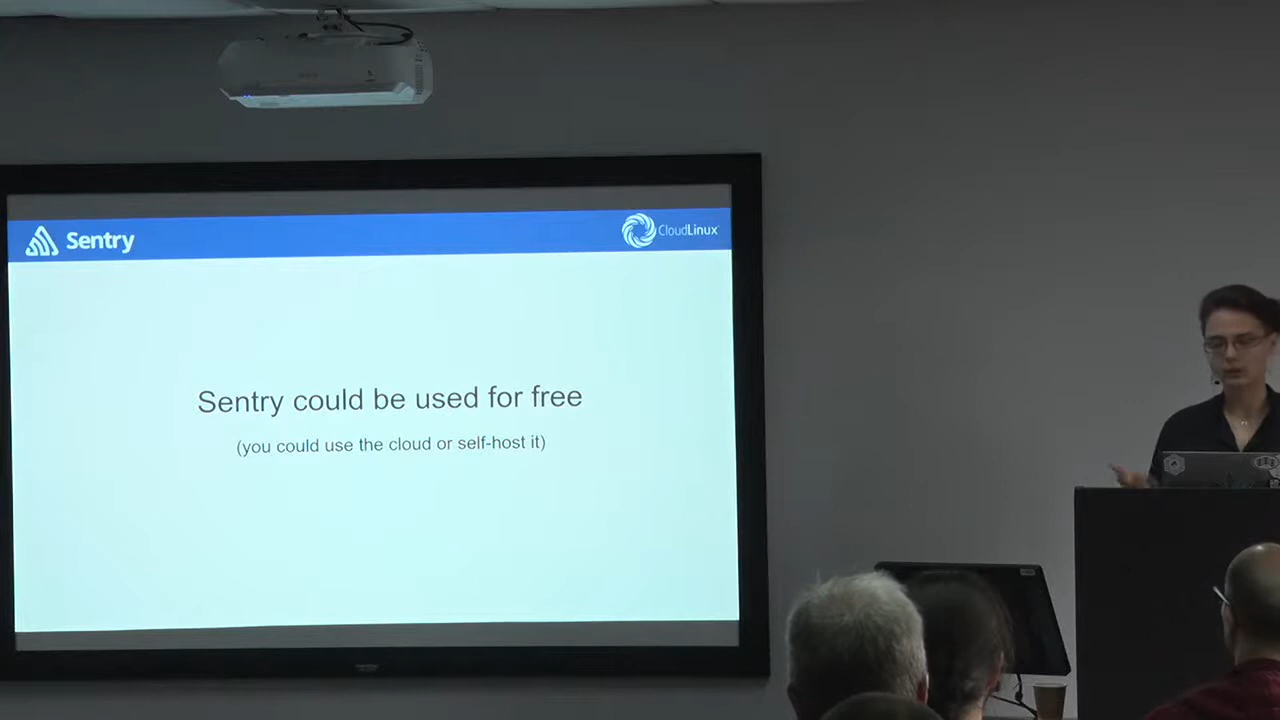 Sentry
CloudLinux
Sentry could be used for free
(you could use the cloud or self-host it)